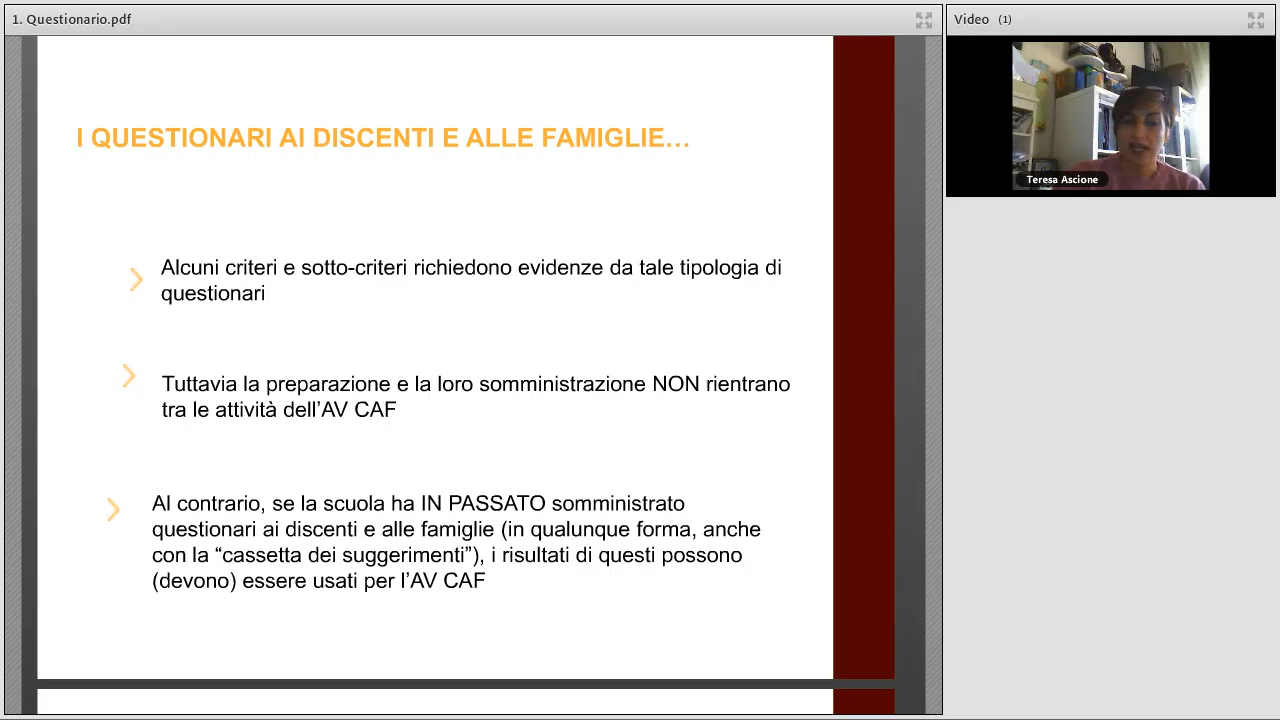 1. Questionario.pdf
Video (1)
Teresa Ascione
I QUESTIONARI AI DISCENTI E ALLE FAMIGLIE…
Alcuni criteri e sotto-criteri richiedono evidenze da tale tipologia di
questionari
Tuttavia la preparazione e la loro somministrazione NON rientrano
tra le attività dell’AV CAF
Al contrario, se la scuola ha IN PASSATO somministrato
questionari ai discenti e alle famiglie (in qualunque forma, anche
con la “cassetta dei suggerimenti”), i risultati di questi possono
(devono) essere usati per l’AV CAF